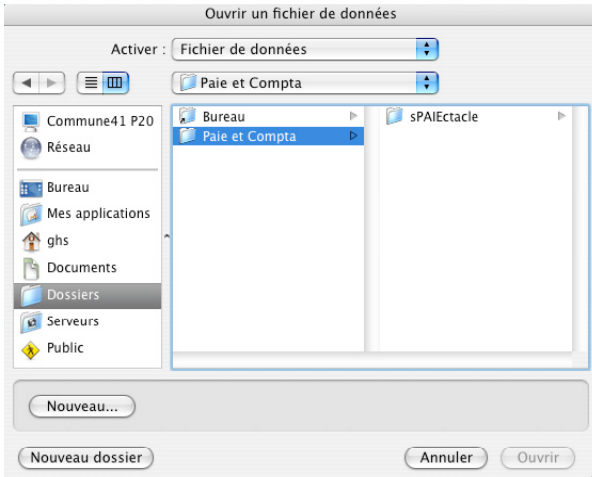 Ouvrir un fichier de données
Activer : Fichier de données
Paie et Compta
Commune41 P20
Réseau
Bureau
Mes applications
ghs
Documents
Dossiers
Serveurs
Public
Bureau
Paie et Compta
sPAIEctacle
Nouveau...
Nouveau dossier
Annuler
Ouvrir